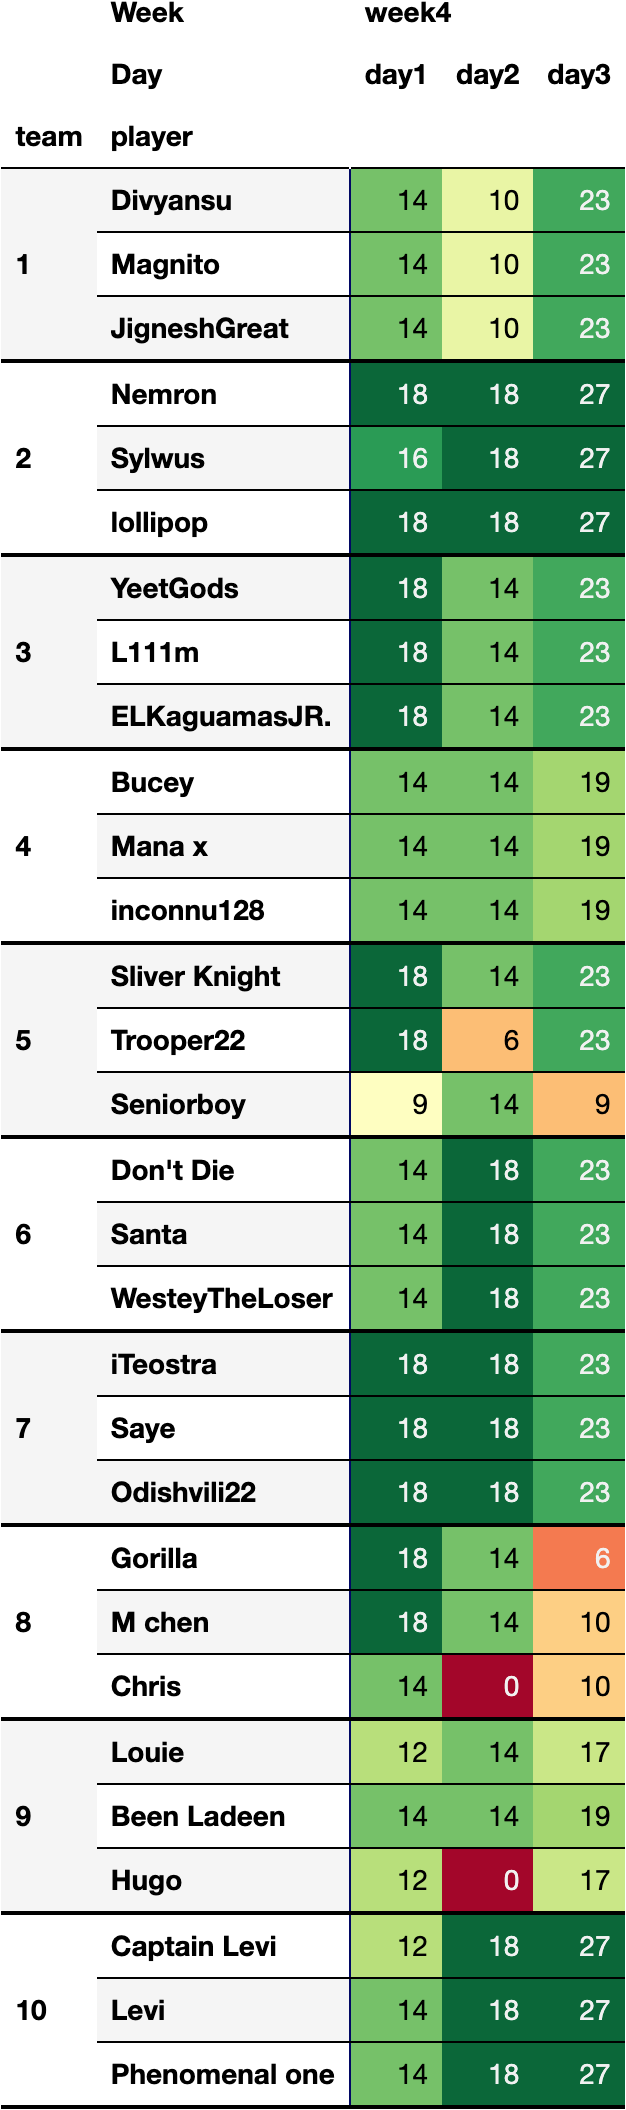 Week week4
Day day1 day2 day3
team player
Divyansu 14 10 23
1 Magnito 14 10 23
JigneshGreat 14 10 23
Nemron 18 18 27
2 Sylwus 16 18 27
lollipop 18 18 27
YeetGods 18 14 23
3 L111m 18 14 23
ELKaguamasJR. 18 14 23
Bucey 14 14 19
4 Mana x 14 14 19
inconnu128 14 14 19
Sliver Knight 18 14 23
5 Trooper22 18 6 23
Seniorboy 9 14 9
Don't Die 14 18 23
6 Santa 14 18 23
WesteyTheLoser 14 18 23
iTeostra 18 18 23
7 Saye 18 18 23
Odishvili22 18 18 23
Gorilla 18 14 6
8 M chen 18 14 10
Chris 14 0 10
Louie 12 14 17
9 Been Ladeen 14 14 19
Hugo 12 0 17
Captain Levi 12 18 27
10 Levi 14 18 27
Phenomenal one 14 18 27